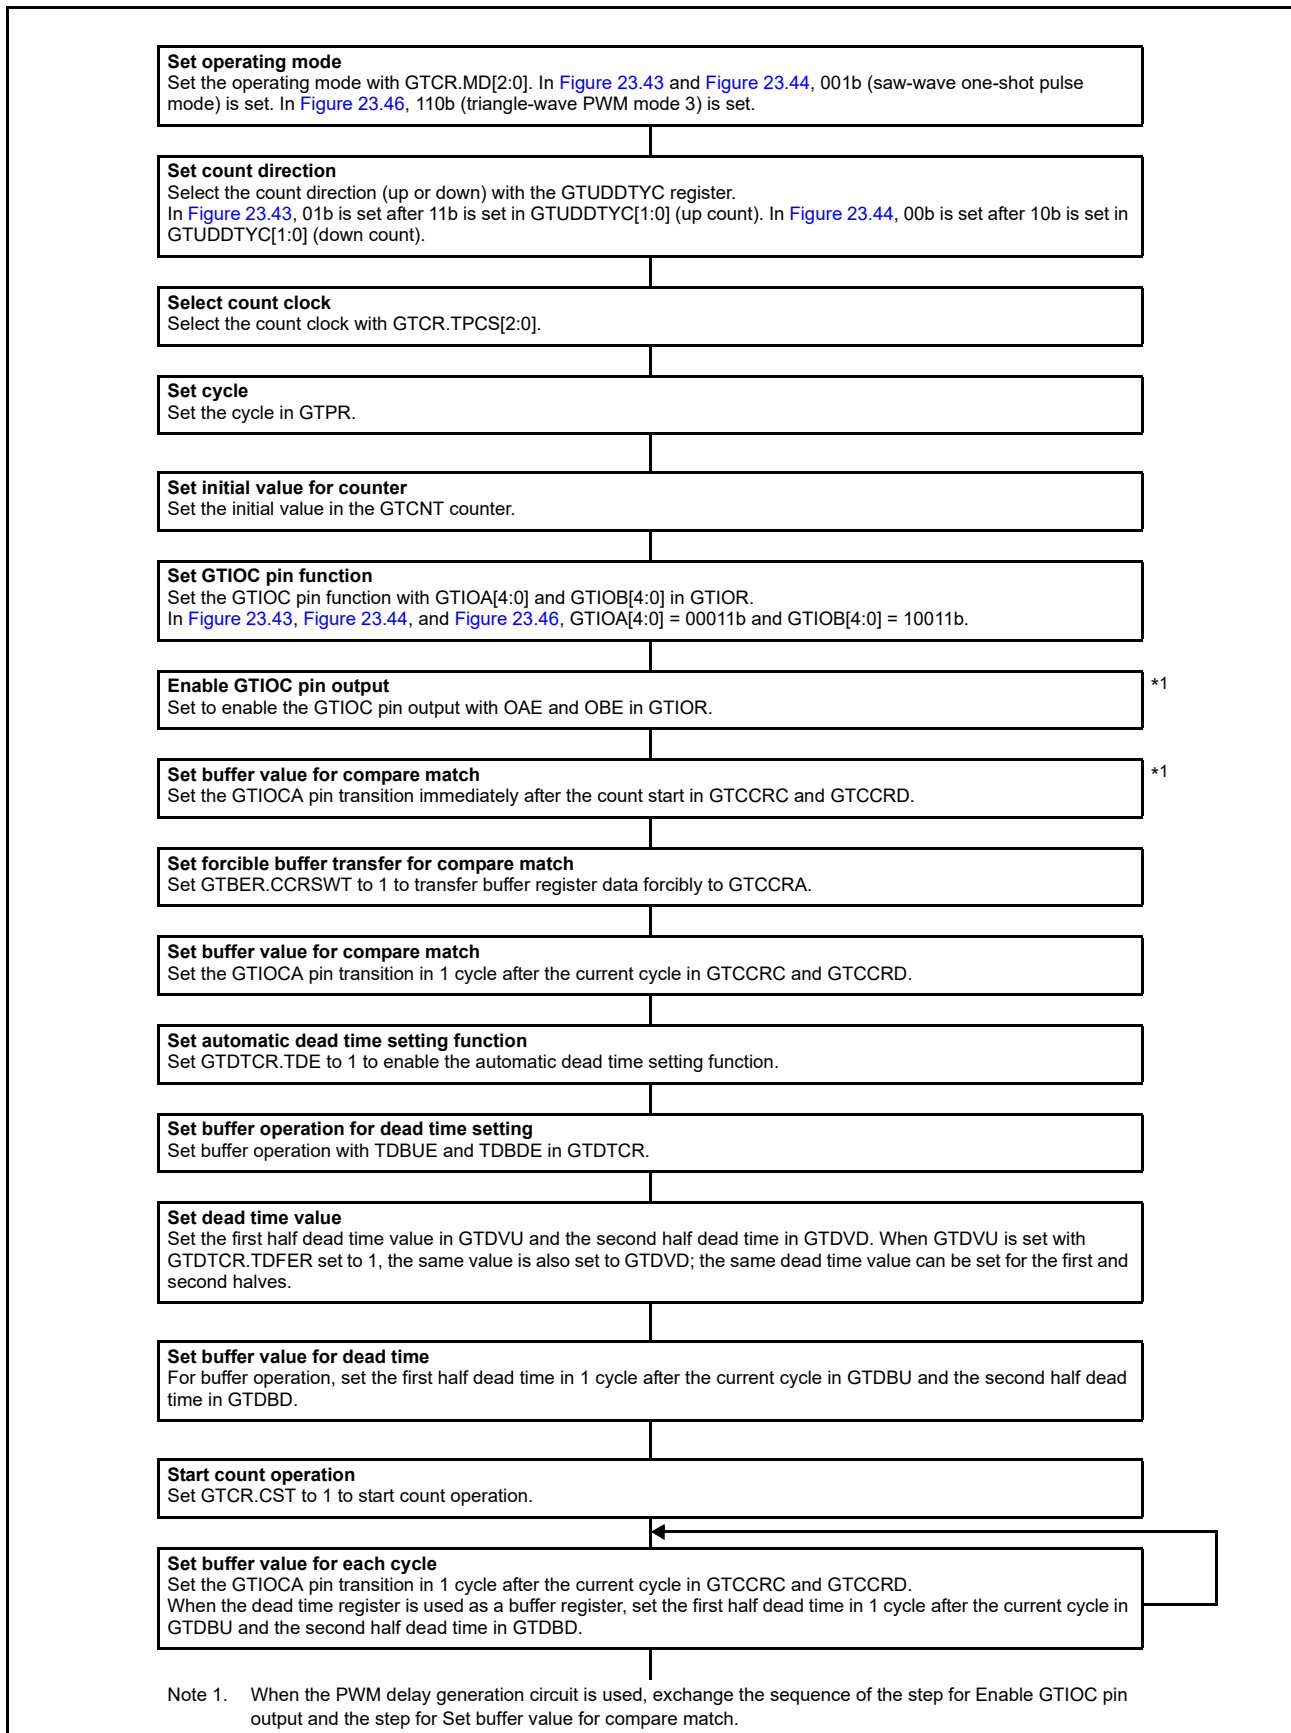 Set operating mode
Set the operating mode with GTCR.MD[2:0]. In Figure 23.43 and Figure 23.44, 001b (saw-wave one-shot pulse
mode) is set. In Figure 23.46, 110b (triangle-wave PWM mode 3) is set.
Set count direction
Select the count direction (up or down) with the GTUDDTYC register.
In Figure 23.43, 01b is set after 11b is set in GTUDDTYC[1:0] (up count). In Figure 23.44, 00b is set after 10b is set in
GTUDDTYC[1:0] (down count).
Select count clock
Select the count clock with GTCR.TPCS[2:0].
Set cycle
Set the cycle in GTPR.
Set initial value for counter
Set the initial value in the GTCNT counter.
Set GTIOC pin function
Set the GTIOC pin function with GTIOA[4:0] and GTIOB[4:0] in GTIOR.
In Figure 23.43, Figure 23.44, and Figure 23.46, GTIOA[4:0] = 00011b and GTIOB[4:0] = 10011b.
Enable GTIOC pin output *1
Set to enable the GTIOC pin output with OAE and OBE in GTIOR.
Set buffer value for compare match *1
Set the GTIOCA pin transition immediately after the count start in GTCCRC and GTCCRD.
Set forcible buffer transfer for compare match
Set GTBER.CCRSWT to 1 to transfer buffer register data forcibly to GTCCRA.
Set buffer value for compare match
Set the GTIOCA pin transition in 1 cycle after the current cycle in GTCCRC and GTCCRD.
Set automatic dead time setting function
Set GTDTCR.TDE to 1 to enable the automatic dead time setting function.
Set buffer operation for dead time setting
Set buffer operation with TDBUE and TDBDE in GTDTCR.
Set dead time value
Set the first half dead time value in GTDVU and the second half dead time in GTDVD. When GTDVU is set with
GTDTCR.TDFER set to 1, the same value is also set to GTDVD; the same dead time value can be set for the first and
second halves.
Set buffer value for dead time
For buffer operation, set the first half dead time in 1 cycle after the current cycle in GTDBU and the second half dead
time in GTDBD.
Start count operation
Set GTCR.CST to 1 to start count operation.
Set buffer value for each cycle
Set the GTIOCA pin transition in 1 cycle after the current cycle in GTCCRC and GTCCRD.
When the dead time register is used as a buffer register, set the first half dead time in 1 cycle after the current cycle in
GTDBU and the second half dead time in GTDBD.
Note 1. When the PWM delay generation circuit is used, exchange the sequence of the step for Enable GTIOC pin
output and the step for Set buffer value for compare match.